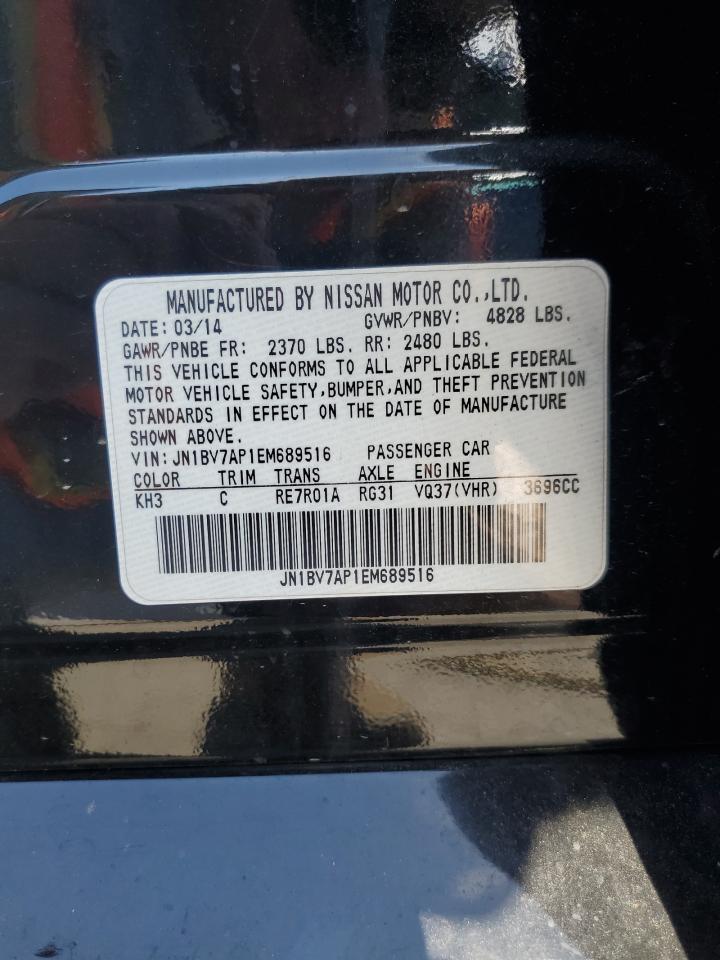 MANUFACTURED BY NISSAN MOTOR CO.,LTD.
DATE: 03/14 GVWR/PNBV: 4828 LBS.
GAWR/PNBE FR: 2370 LBS. RR: 2480 LBS.
THIS VEHICLE CONFORMS TO ALL APPLICABLE FEDERAL
MOTOR VEHICLE SAFETY,BUMPER,AND THEFT PREVENTION
STANDARDS IN EFFECT ON THE DATE OF MANUFACTURE
SHOWN ABOVE.
VIN: JN1BV7AP1EM689516 PASSENGER CAR
COLOR TRIM TRANS AXLE ENGINE
KH3 C RE7R01A RG31 VQ37(VHR) 3696CC
JN1BV7AP1EM689516